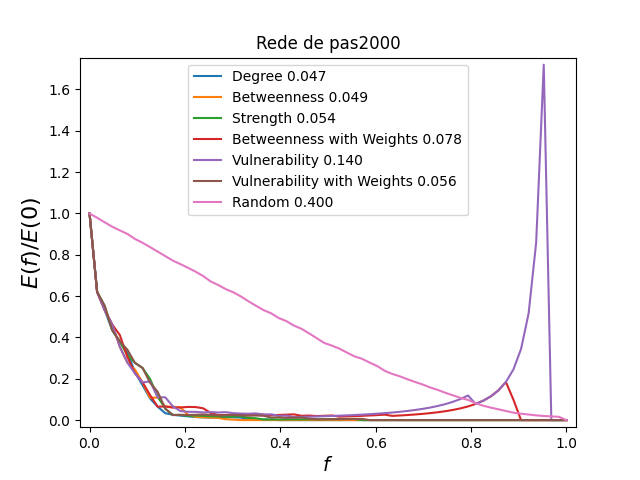 Rede de pas2000
Degree 0.047
Betweenness 0.049
Strength 0.054
Betweenness with Weights 0.078
Vulnerability 0.140
Vulnerability with Weights 0.056
Random 0.400
E(f)/E(0)
1.6
1.4
1.2
1.0
0.8
0.6
0.4
0.2
0.0
0.0 0.2 0.4 0.6 0.8 1.0
f